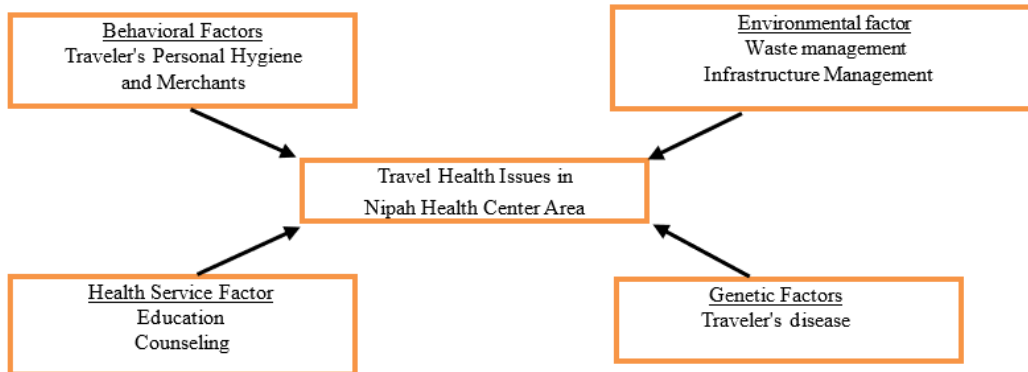 Behavioral Factors
Traveler's Personal Hygiene
and Merchants
Environmental factor
Waste management
Infrastructure Management
Travel Health Issues in
Nipah Health Center Area
Health Service Factor
Education
Counseling
Genetic Factors
Traveler's disease